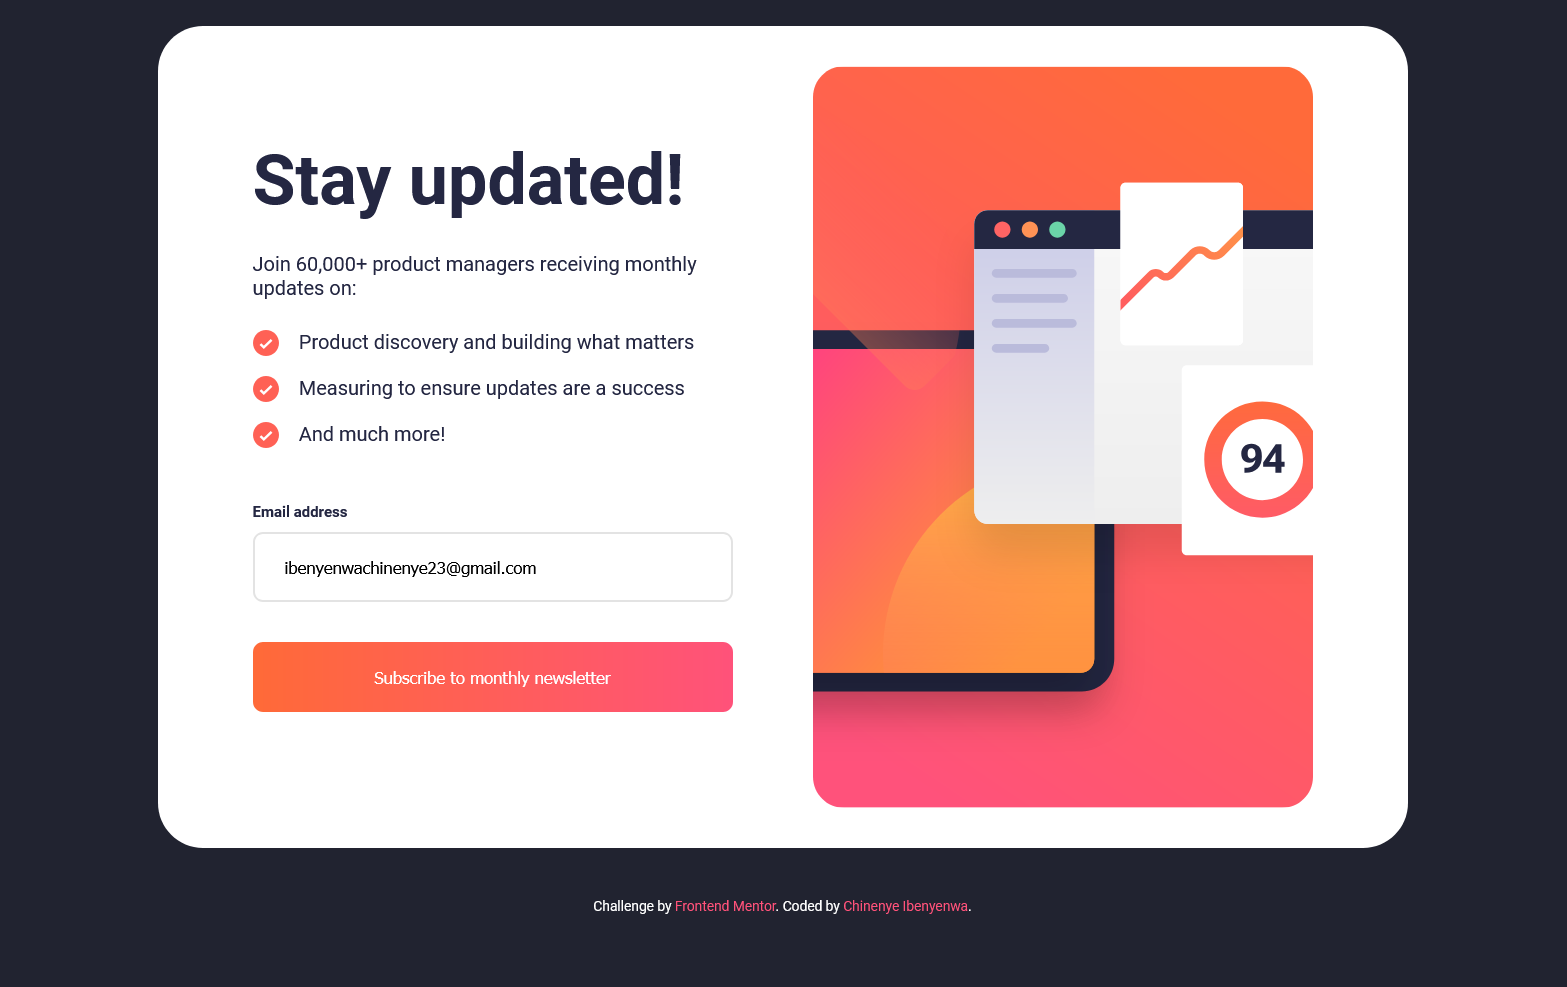 Stay updated!
Join 60,000+ product managers receiving monthly
updates on:
Product discovery and building what matters
Measuring to ensure updates are a success
And much more!
Email address
ibenyenwachinenye23@gmail.com
Subscribe to monthly newsletter
94
Challenge by Frontend Mentor. Coded by Chinenye Ibenyenwa.